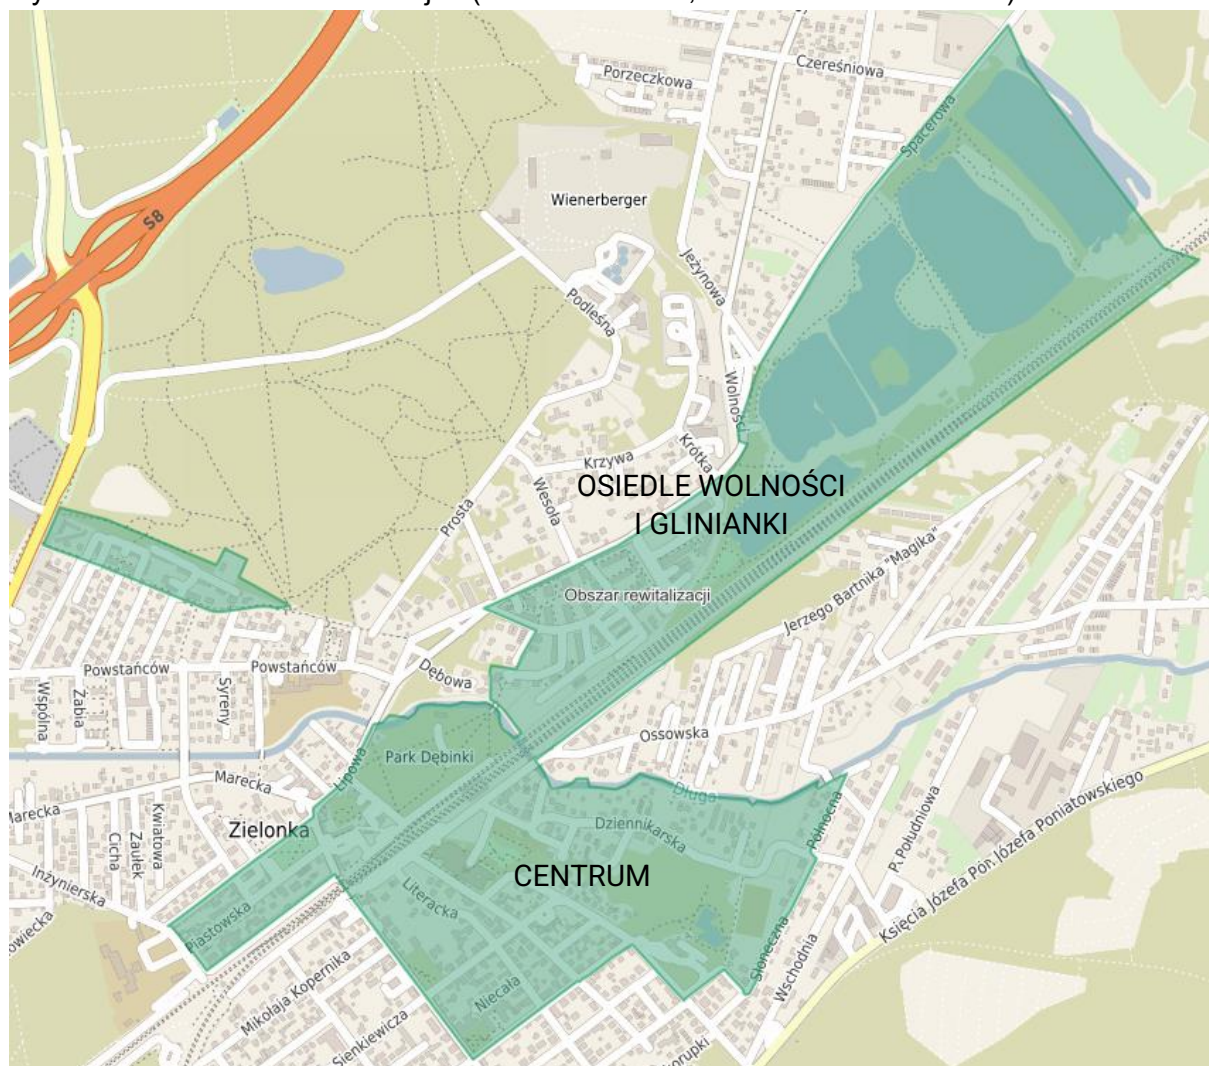 Czereśniowa
Porzeczkowa
Spacerowa
S8
Wienerberger
Jeżynowa
Podleśna
Wolności
Krótka
Krzywa
Wesoła
Prosta
OSIEDLE WOLNOŚCI
I GLINIANKI
Jerzego Bartnika "Magika"
Obszar rewitalizacji
Powstańców
Powstańców
Dębowa
Wspólna
Żabia
Syreny
Ossowska
Park Dębinki
Lipowa
Marecka
Marecka
Długa
Północna
P. Południowa
Księcia Józefa Poniatowskiego
Zielonka
Kwiatowa
Zaułek
Cicha
Dziennikarska
CENTRUM
Inżynierska
Literacka
Piastowska
Słoneczna
Wschodnia
Niecała
Mikołaja Kopernika
Sienkiewicza